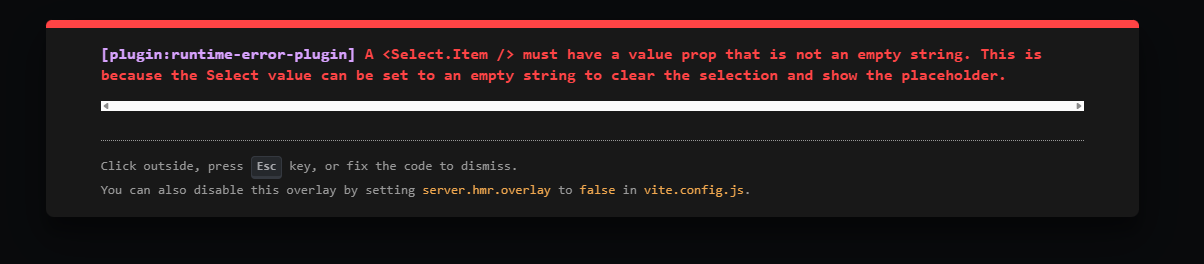 [plugin:runtime-error-plugin] A <Select.Item /> must have a value prop that is not an empty string. This is
because the Select value can be set to an empty string to clear the selection and show the placeholder.
Click outside, press Esc key, or fix the code to dismiss.
You can also disable this overlay by setting server.hmr.overlay to false in vite.config.js.